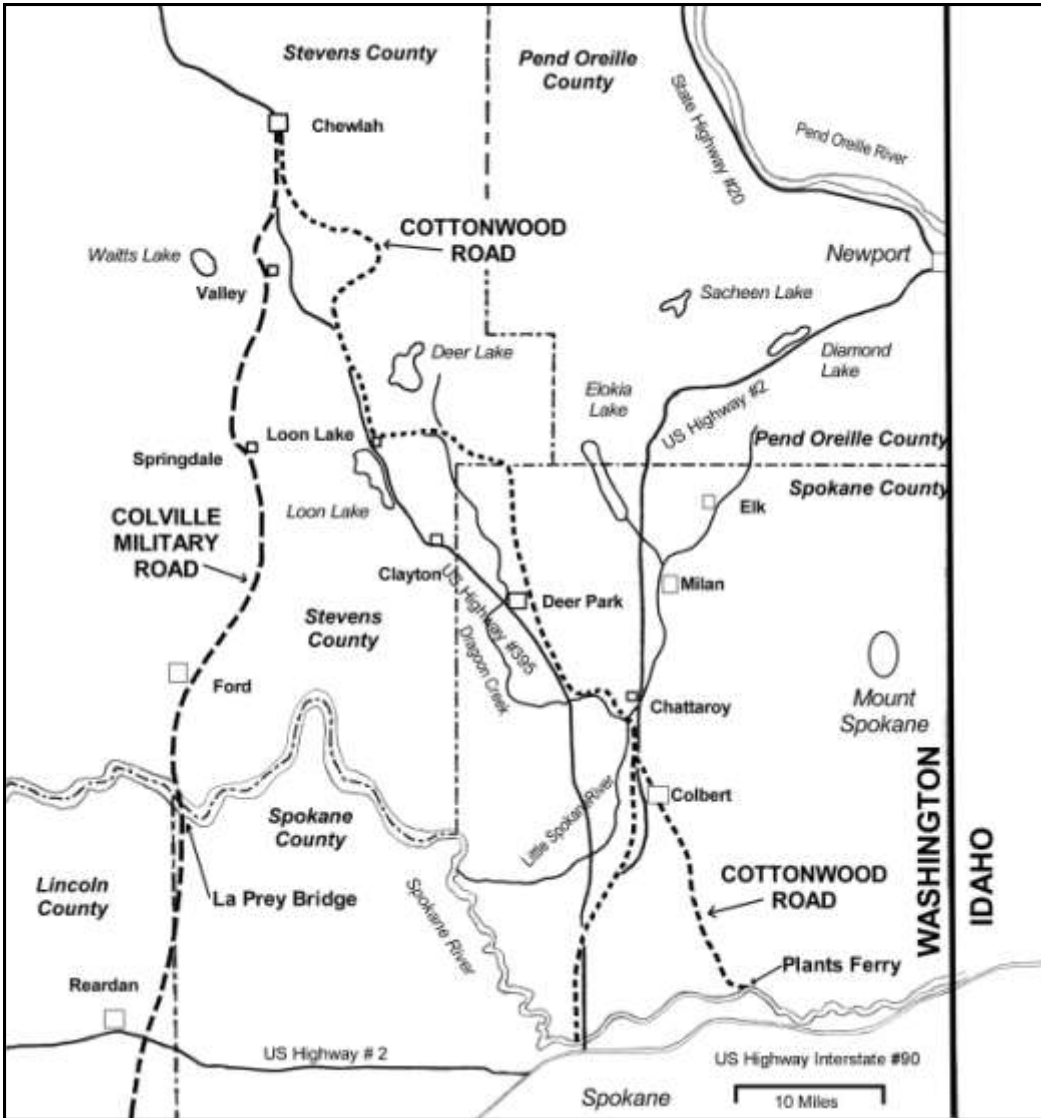 Stevens County
Pend Oreille
County
State Highway #20
Pend Oreille River
Chewlah
COTTONWOOD
ROAD
Waitts Lake
Valley
Newport
Sacheen Lake
Deer Lake
Diamond
Lake
Elokia
Lake
US Highway #2
Loon Lake
Springdale
Pend Oreille County
Spokane County
Elk
Loon Lake
COLVILLE
MILITARY
ROAD
Clayton
US Highway #395
Deer Park
Milan
Stevens
County
Dragoon Creek
Ford
Chattaroy
Mount
Spokane
Colbert
Spokane
County
Little Spokane River
WASHINGTON
IDAHO
Lincoln
County
La Prey Bridge
Spokane River
COTTONWOOD
ROAD
Plants Ferry
Reardan
US Highway # 2
US Highway Interstate #90
Spokane
10 Miles